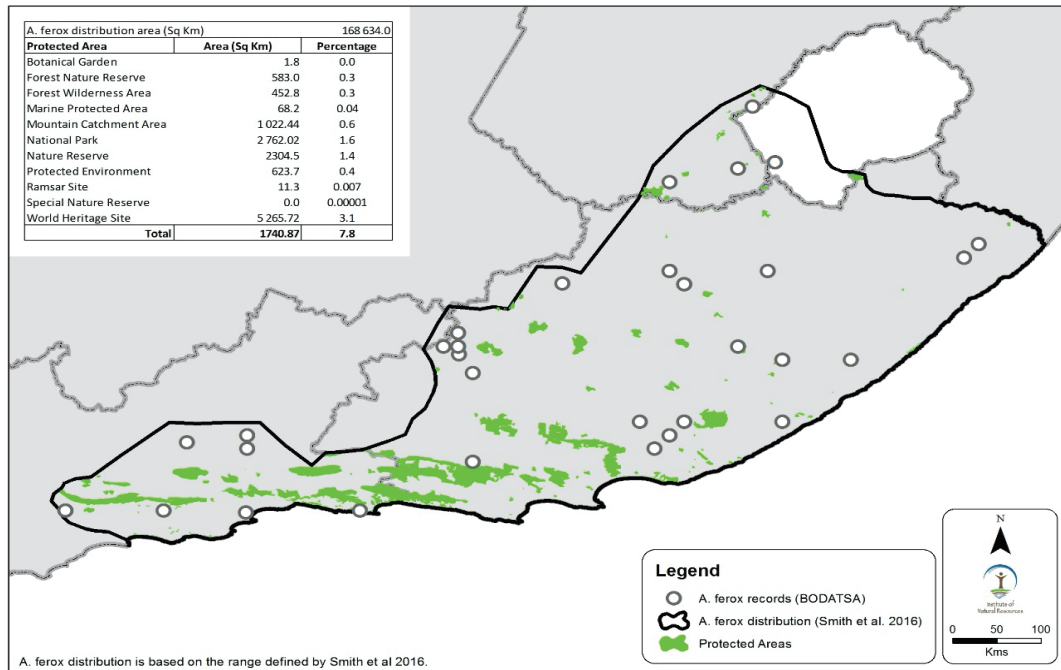 A. ferox distribution area (Sq Km) 168 634.0
Protected Area Area (Sq Km) Percentage
Botanical Garden 1.8 0.0
Forest Nature Reserve 583.0 0.3
Forest Wilderness Area 452.8 0.3
Marine Protected Area 68.2 0.04
Mountain Catchment Area 1 022.44 0.6
National Park 2 762.02 1.6
Nature Reserve 2304.5 1.4
Protected Environment 623.7 0.4
Ramsar Site 11.3 0.007
Special Nature Reserve 0.0 0.00001
World Heritage Site 5 265.72 3.1
Total 1740.87 7.8
Legend
A. ferox records (BODATSA)
A. ferox distribution (Smith et al. 2016)
Protected Areas
N
Institute of
Natural Resources
0 50 100
Kms
A. ferox distribution is based on the range defined by Smith et al 2016.